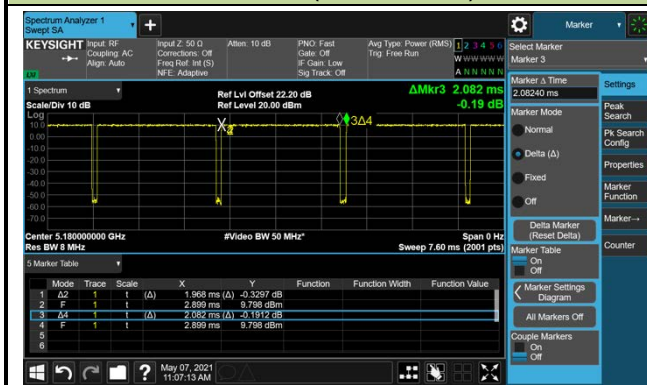 Spectrum Analyzer 1
Swept SA
+
Marker
KEYSIGHT
Input: RF
Coupling: AC
Align: Auto
Input Z: 50 Ω
Corrections: Off
Freq Ref: Int (S)
NFE: Adaptive
Atten: 10 dB
PNO: Fast
Gate: Off
IF Gain: Low
Sig Track: Off
Avg Type: Power (RMS)
Trig: Free Run
1 2 3 4 5 6
W W W W W W
A N N N N N
Select Marker
Marker 3
LXI
1 Spectrum
Scale/Div 10 dB
Ref Lvl Offset 22.20 dB
Ref Level 20.00 dBm
ΔMkr3 2.082 ms
-0.19 dB
Log
10.0
0.00
-10.0
-20.0
-30.0
-40.0
-50.0
-60.0
-70.0
3Δ4
Center 5.180000000 GHz
Res BW 8 MHz
#Video BW 50 MHz*
Span 0 Hz
Sweep 7.60 ms (2001 pts)
5 Marker Table
Mode Trace Scale X Y Function Function Width Function Value
1 Δ2 1 t (Δ) 1.968 ms (Δ) -0.3297 dB
2 F 1 t 2.899 ms 9.798 dBm
3 Δ4 1 t (Δ) 2.082 ms (Δ) -0.1912 dB
4 F 1 t 2.899 ms 9.798 dBm
5
6
Marker Δ Time
2.08240 ms
Marker Mode
Normal
Delta (Δ)
Fixed
Off
Delta Marker
(Reset Delta)
Marker Table
On
Off
Marker Settings
Diagram
All Markers Off
Couple Markers
On
Off
Settings
Peak
Search
Pk Search
Config
Properties
Marker
Function
Marker→
Counter
?
May 07, 2021
11:07:13 AM